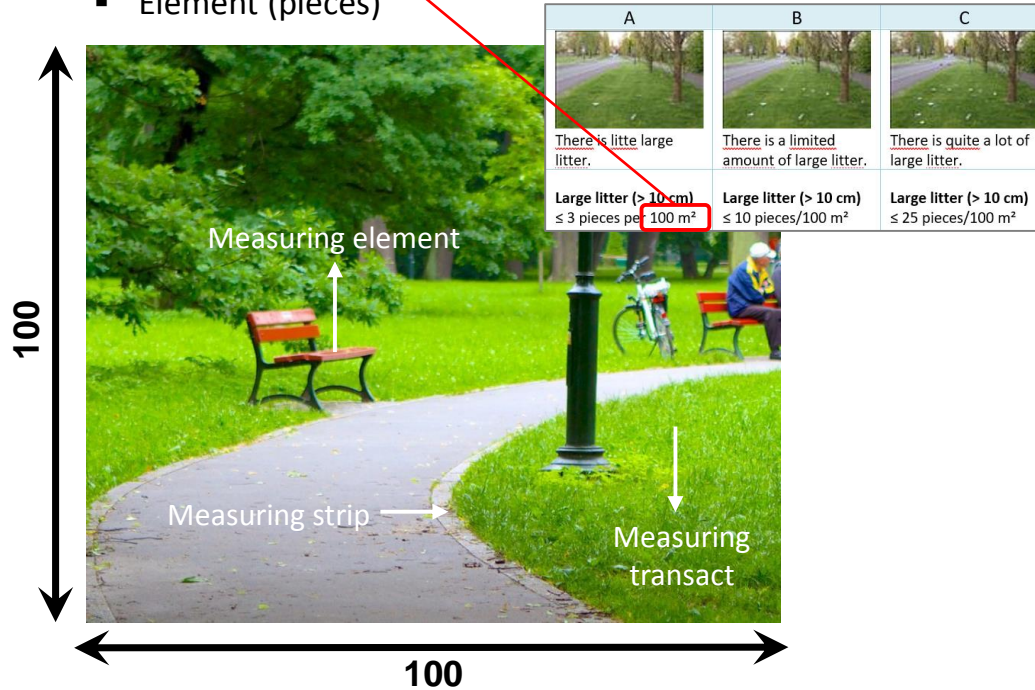 ▪ Element (pieces)
A
B
C
There is litte large
litter.
There is a limited
amount of large litter.
There is quite a lot of
large litter.
Large litter (> 10 cm)
≤ 3 pieces per 100 m²
Large litter (> 10 cm)
≤ 10 pieces/100 m²
Large litter (> 10 cm)
≤ 25 pieces/100 m²
Measuring element
100
Measuring strip
Measuring
transact
100